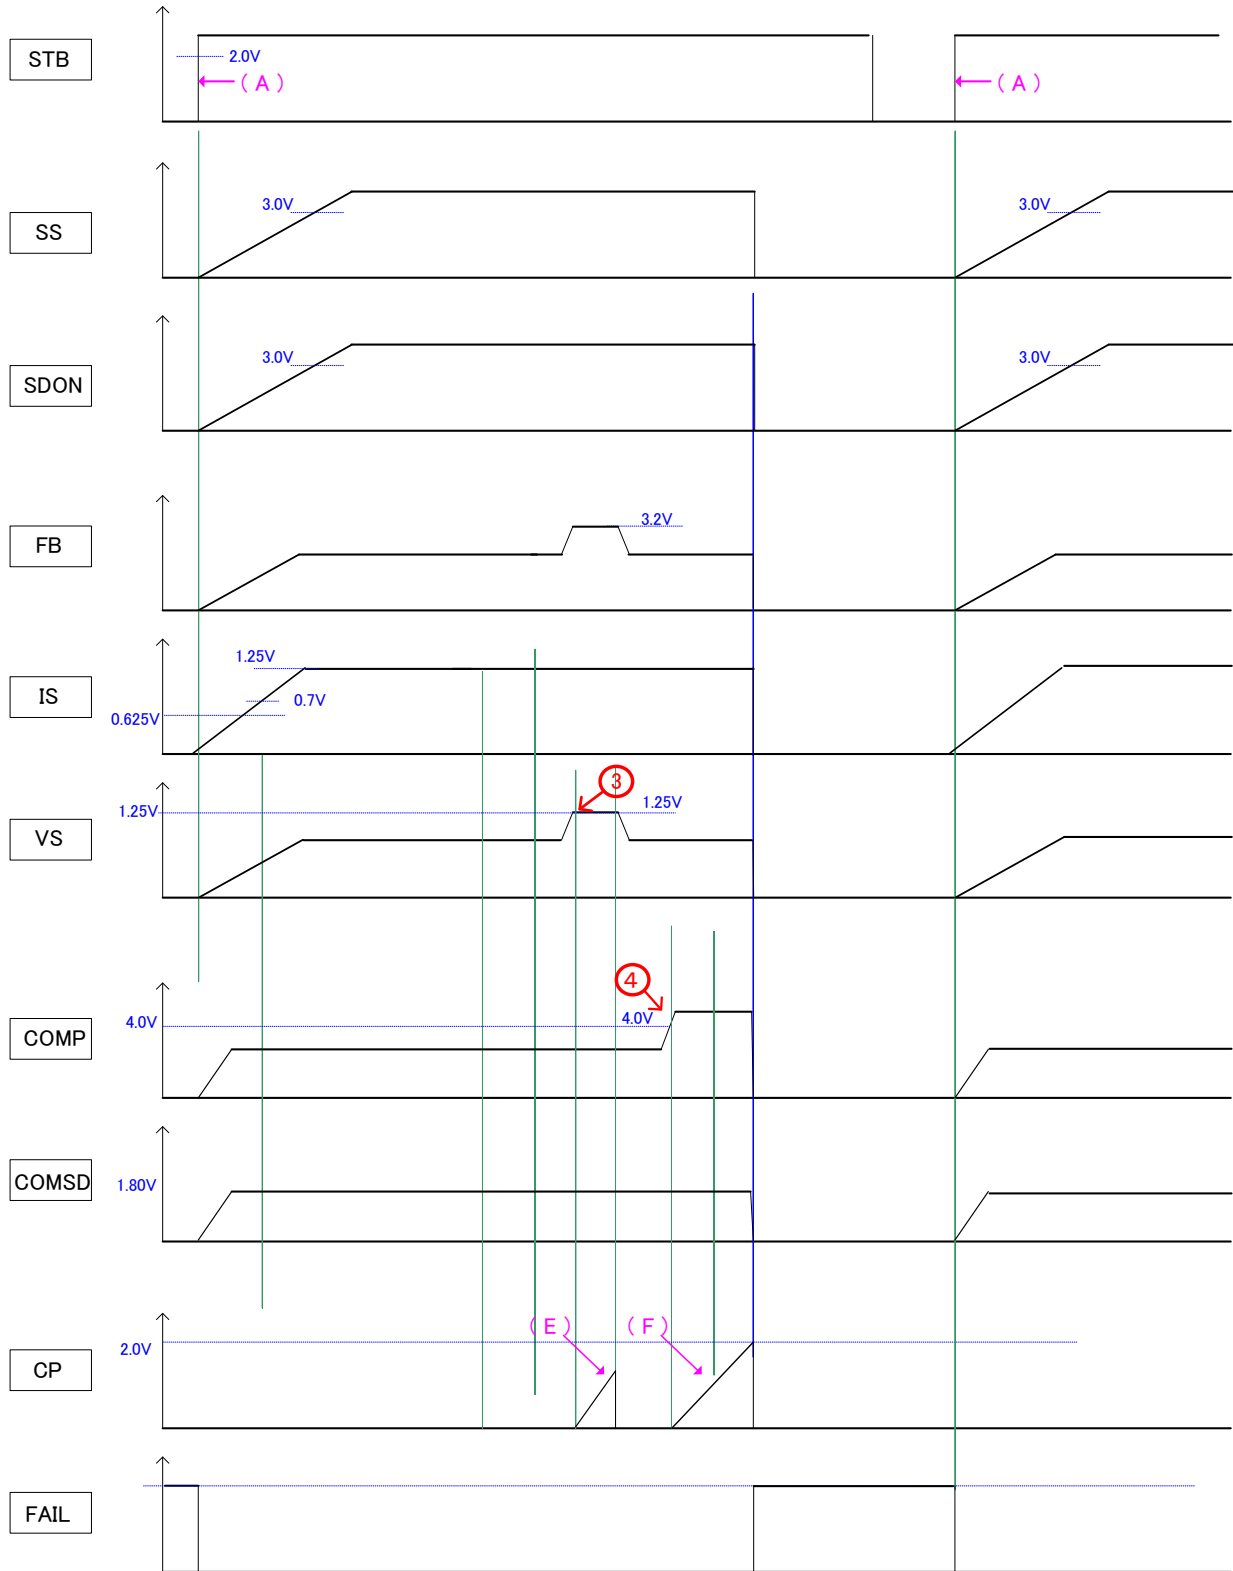 STB
2.0V
(A)
(A)
SS
3.0V
3.0V
SDON
3.0V
3.0V
FB
3.2V
IS
1.25V
0.7V
0.625V
VS
1.25V
③
1.25V
COMP
4.0V
④
4.0V
COMSD
1.80V
CP
2.0V
(E)
(F)
FAIL